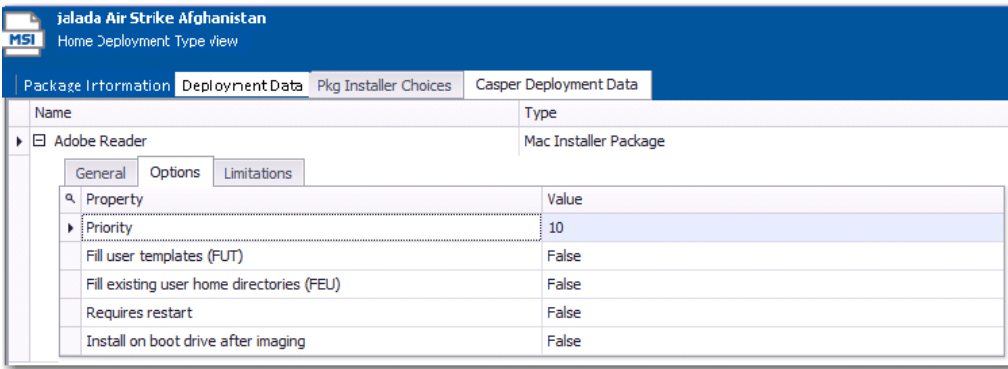 jalada Air Strike Afghanistan
MSI
Home Deployment Type View
Package Information Deployment Data Pkg Installer Choices Casper Deployment Data
Name Type
Adobe Reader Mac Installer Package
General Options Limitations
Property Value
Priority 10
Fill user templates (FUT) False
Fill existing user home directories (FEU) False
Requires restart False
Install on boot drive after imaging False